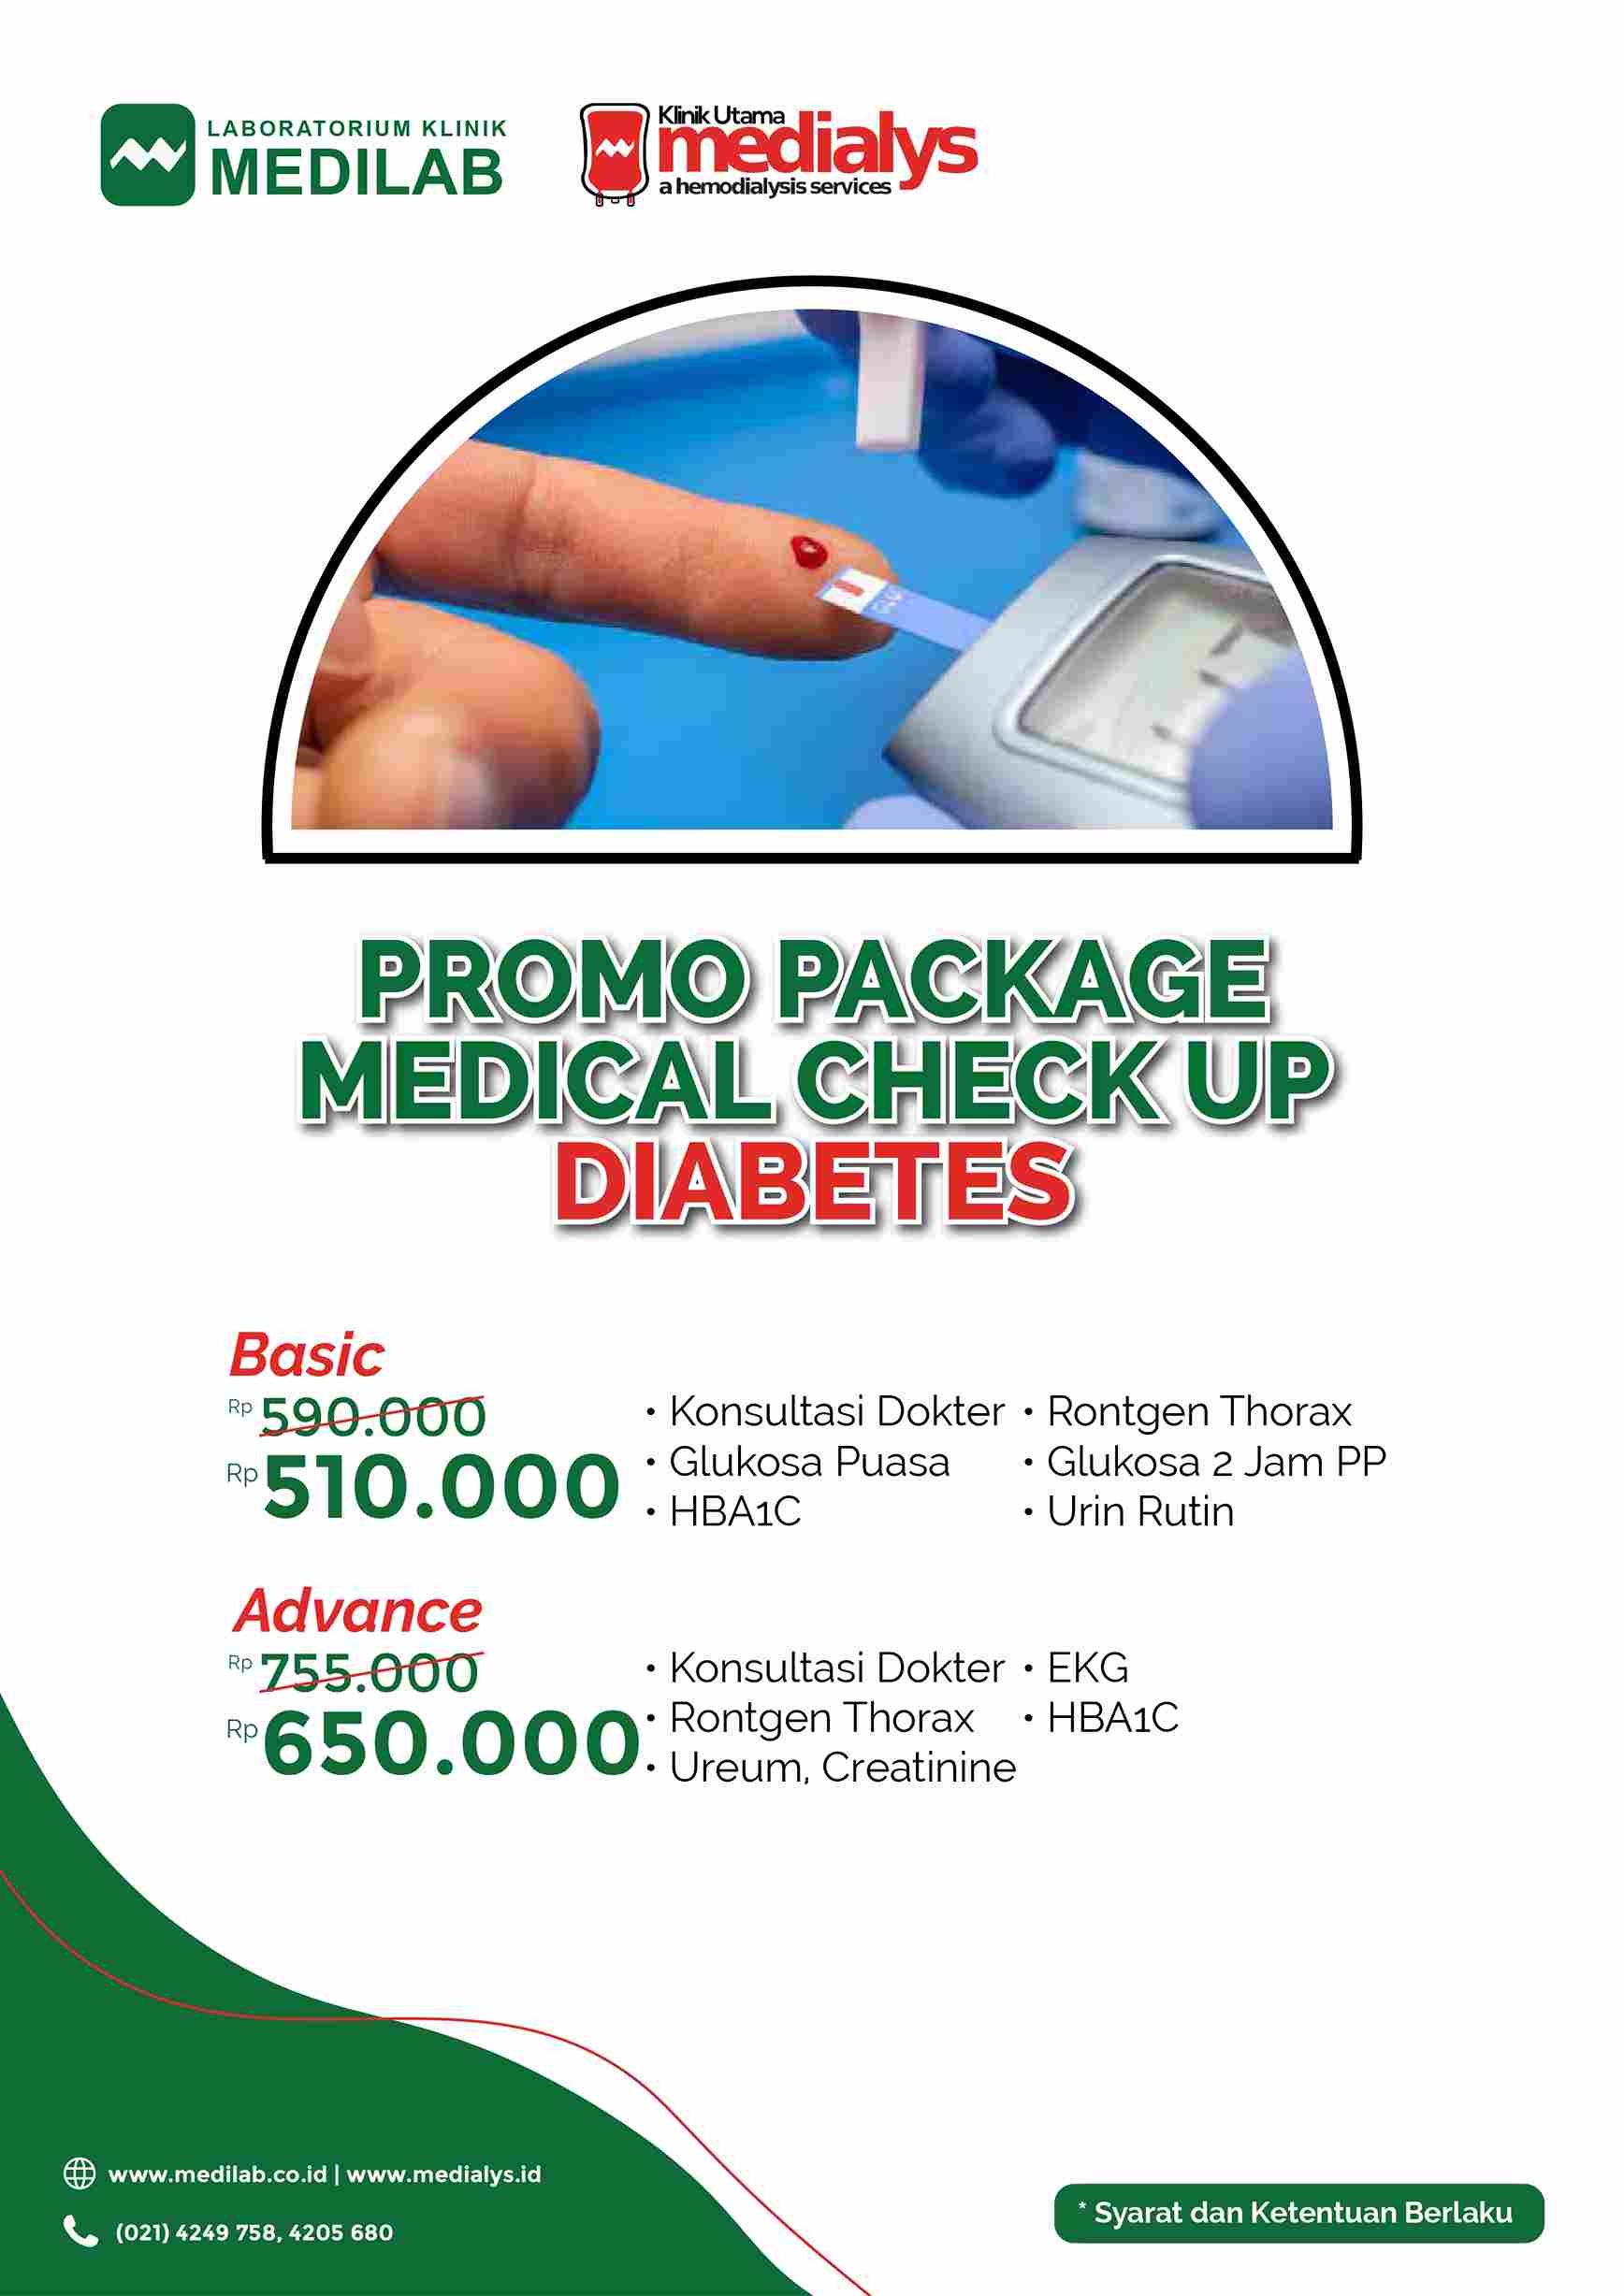 LABORATORIUM KLINIK
MEDILAB
Klinik Utama
medialys
a hemodialysis services
PROMO PACKAGE
MEDICAL CHECK UP
DIABETES
Basic
Rp 590.000
Rp 510.000
• Konsultasi Dokter
• Glukosa Puasa
• HBA1C
• Rontgen Thorax
• Glukosa 2 Jam PP
• Urin Rutin
Advance
Rp 755.000
Rp 650.000
• Konsultasi Dokter
• Rontgen Thorax
• Ureum, Creatinine
• EKG
• HBA1C
www.medilab.co.id | www.medialys.id
(021) 4249 758, 4205 680
* Syarat dan Ketentuan Berlaku